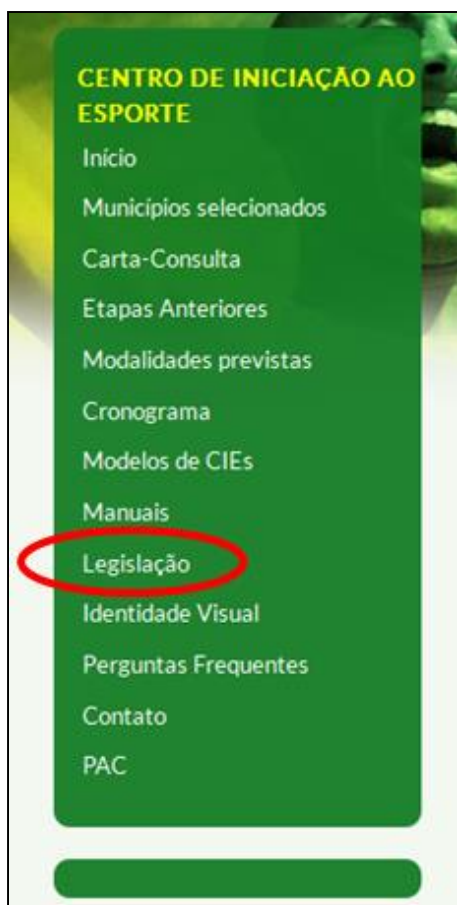 CENTRO DE INICIAÇÃO AO
ESPORTE
Início
Municípios selecionados
Carta-Consulta
Etapas Anteriores
Modalidades previstas
Cronograma
Modelos de CIEs
Manuais
Legislação
Identidade Visual
Perguntas Frequentes
Contato
PAC